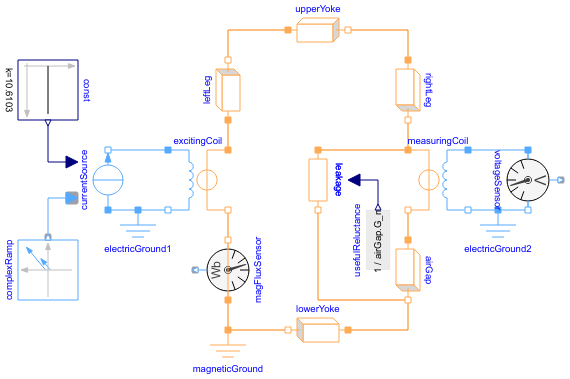 upperYoke
k=10.6103
const
leftLeg
rightLeg
excitingCoil
measuringCoil
currentSource
leakage
voltageSensor
usefulReluctance
1 / airGap.G_m
electricGround1
electricGround2
complexRamp
Wb
magFluxSensor
airGap
V
lowerYoke
magneticGround